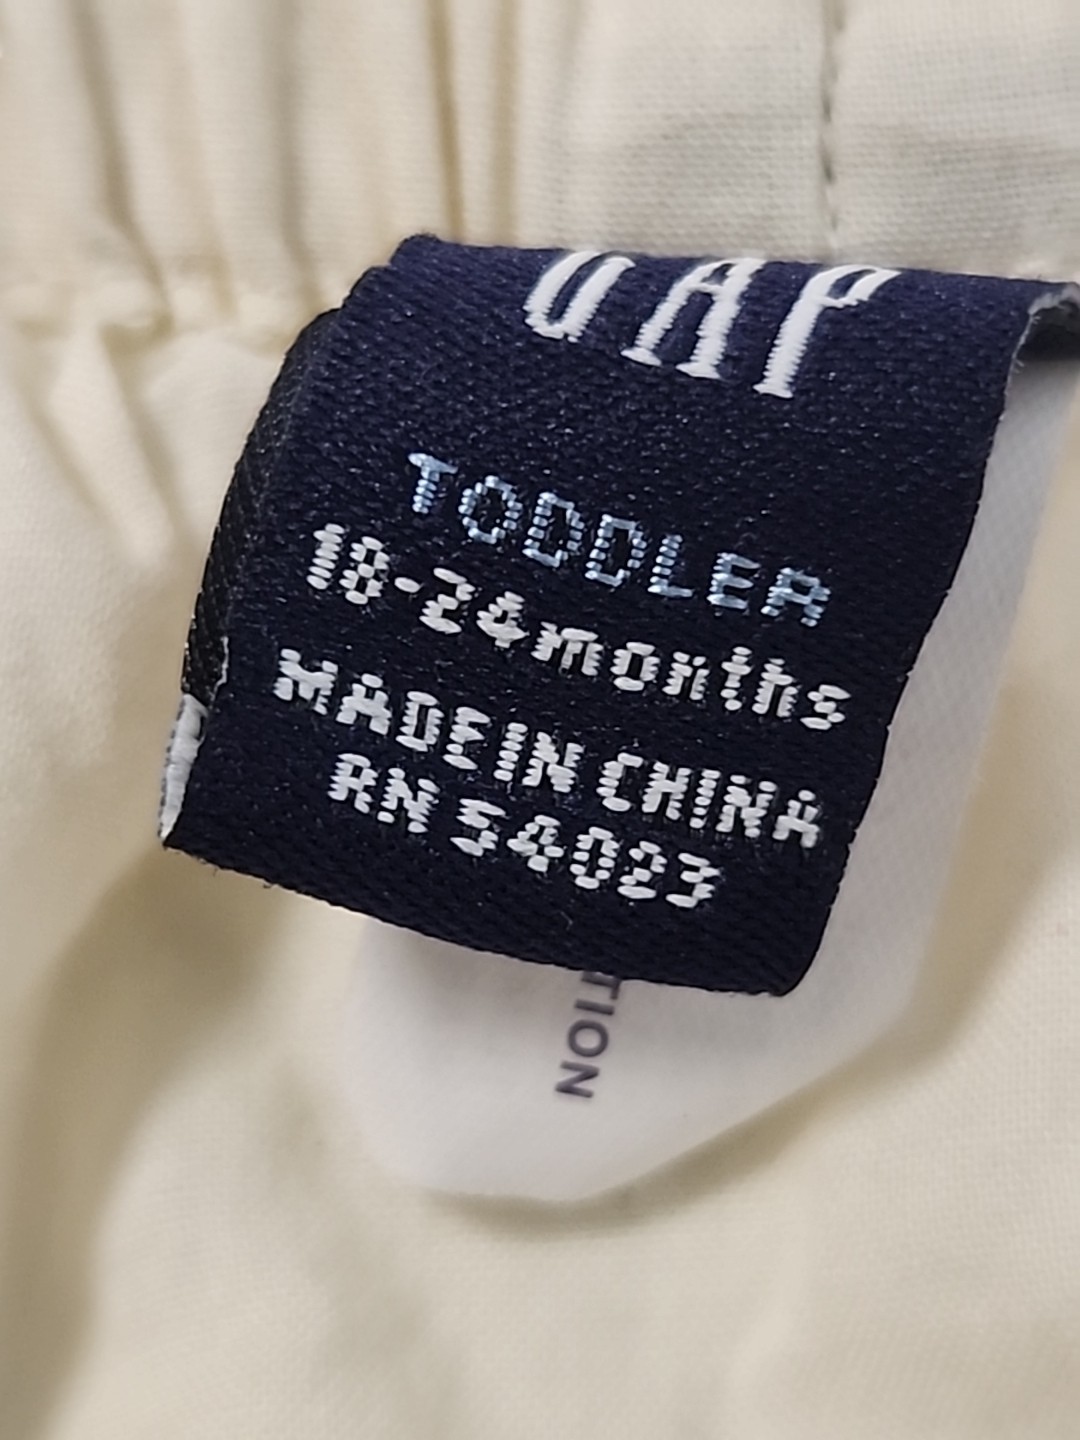 GAP
TODDLER
18-24months
MADE IN CHINA
RN 54023
TION